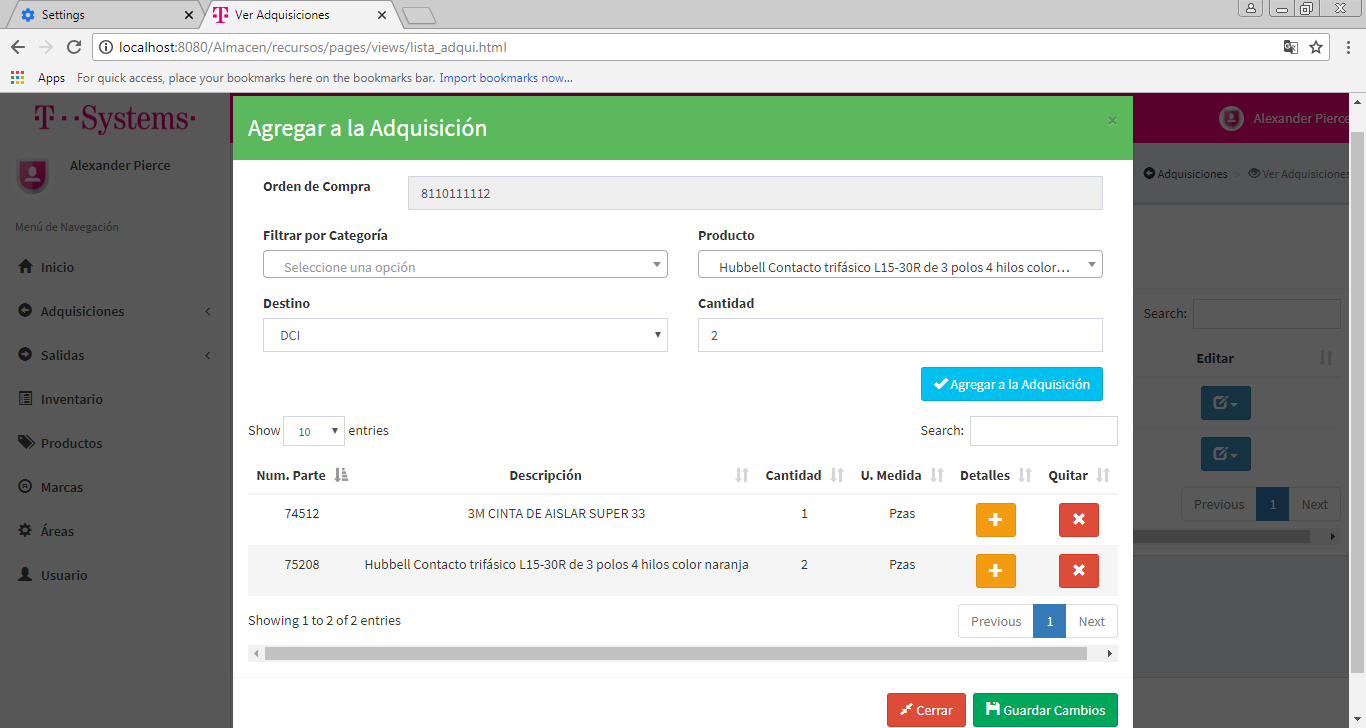 Settings
Ver Adquisiciones
localhost:8080/Almacen/recursos/pages/views/lista_adqui.html
Apps For quick access, place your bookmarks here on the bookmarks bar. Import bookmarks now...
T··Systems·
Alexander Pierce
Alexander Pierce
Adquisiciones > Ver Adquisiciones
Menú de Navegación
Inicio
Adquisiciones
Salidas
Inventario
Productos
Marcas
Áreas
Usuario
Agregar a la Adquisición ×
Orden de Compra 8110111112
Filtrar por Categoría Producto
Seleccione una opción Hubbell Contacto trifásico L15-30R de 3 polos 4 hilos color...
Destino Cantidad
DCI 2
Agregar a la Adquisición
Show 10 entries Search:
Num. Parte Descripción Cantidad U. Medida Detalles Quitar
74512 3M CINTA DE AISLAR SUPER 33 1 Pzas
75208 Hubbell Contacto trifásico L15-30R de 3 polos 4 hilos color naranja 2 Pzas
Showing 1 to 2 of 2 entries Previous 1 Next
Cerrar Guardar Cambios
Search:
Editar
Previous 1 Next